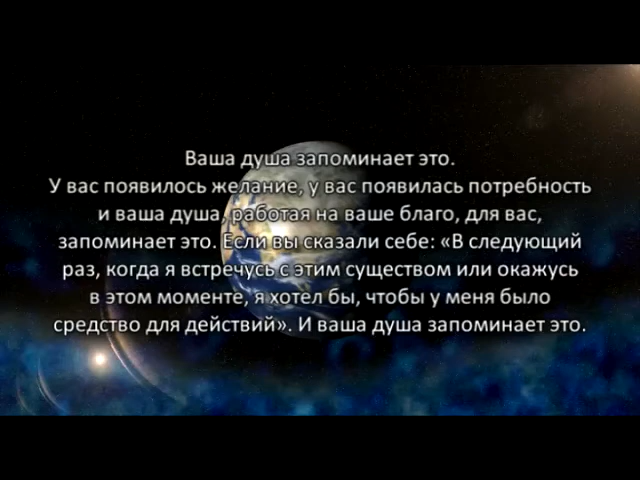 Ваша душа запоминает это.
У вас появилось желание, у вас появилась потребность
и ваша душа, работая на ваше благо, для вас,
запоминает это. Если вы сказали себе: «В следующий
раз, когда я встречусь с этим существом или окажусь
в этом моменте, я хотел бы, чтобы у меня было
средство для действий». И ваша душа запоминает это.